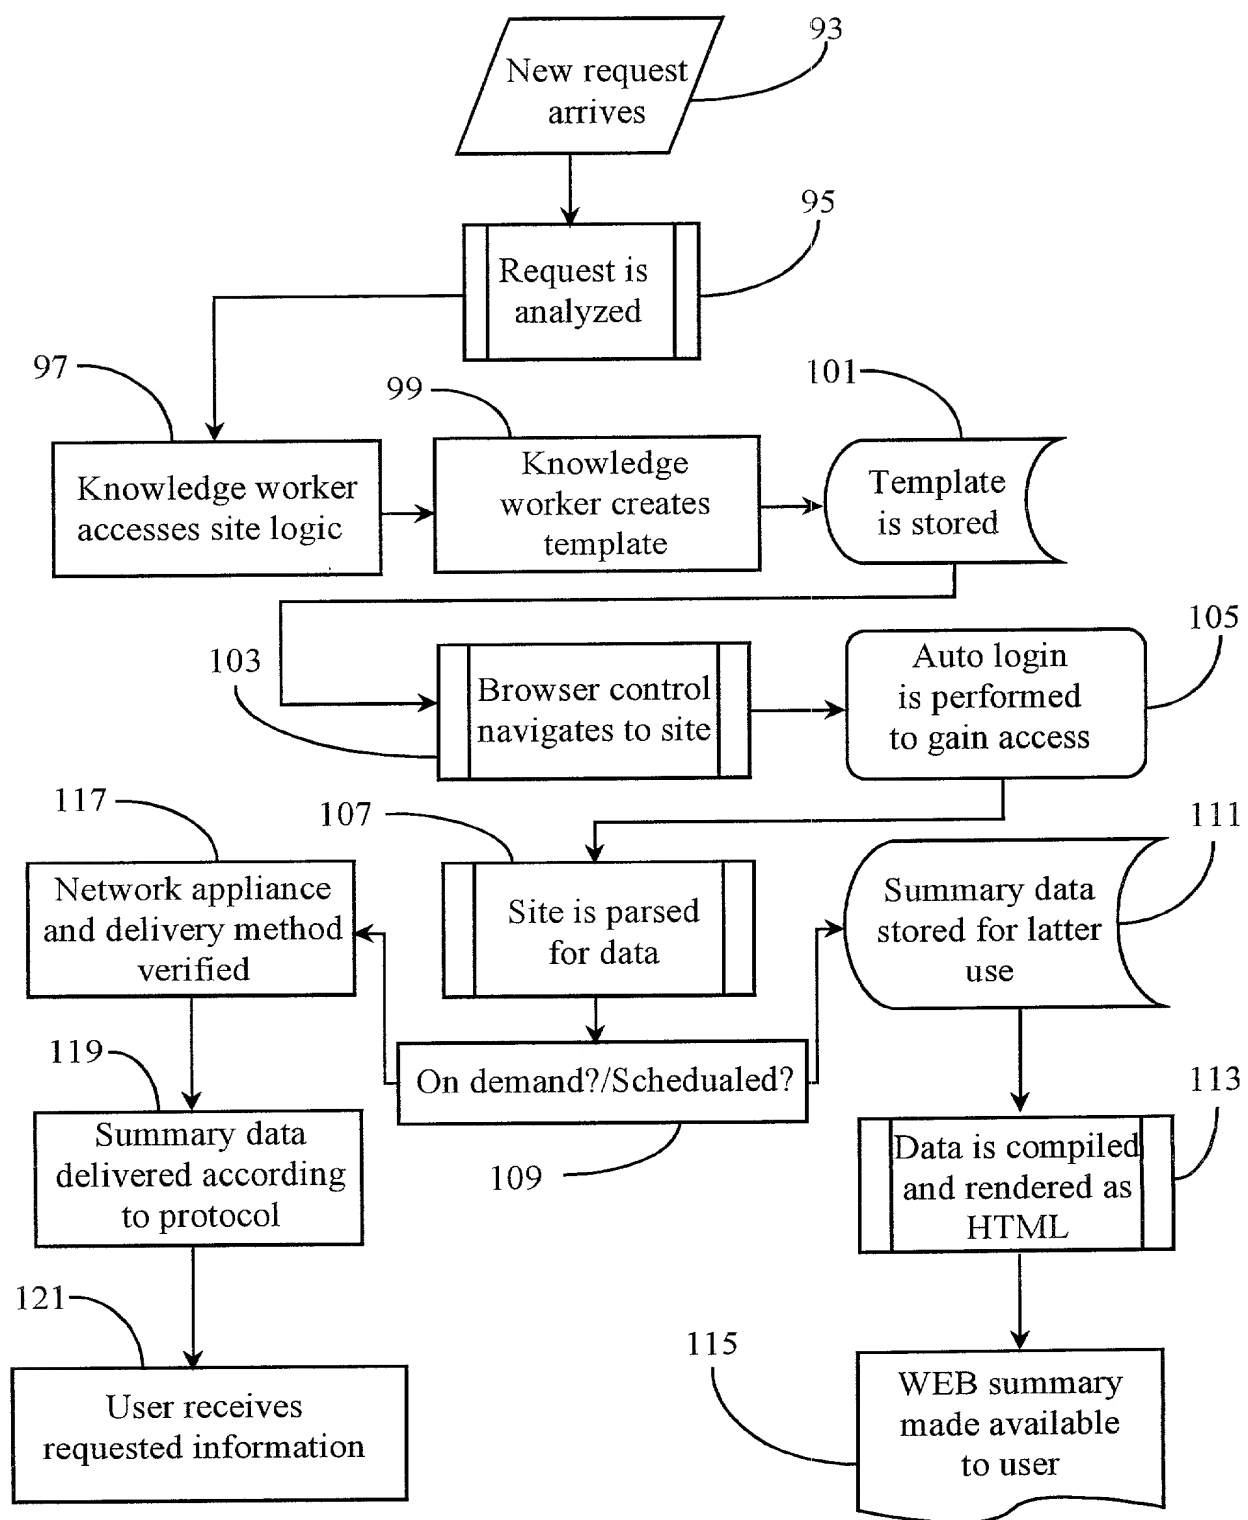 93
New request
arrives
95
Request is
analyzed
97
Knowledge worker
accesses site logic
99
Knowledge
worker creates
template
101
Template
is stored
103
Browser control
navigates to site
105
Auto login
is performed
to gain access
107
Site is parsed
for data
109
On demand?/Schedualed?
111
Summary data
stored for latter
use
113
Data is compiled
and rendered as
HTML
115
WEB summary
made available
to user
117
Network appliance
and delivery method
verified
119
Summary data
delivered according
to protocol
121
User receives
requested information